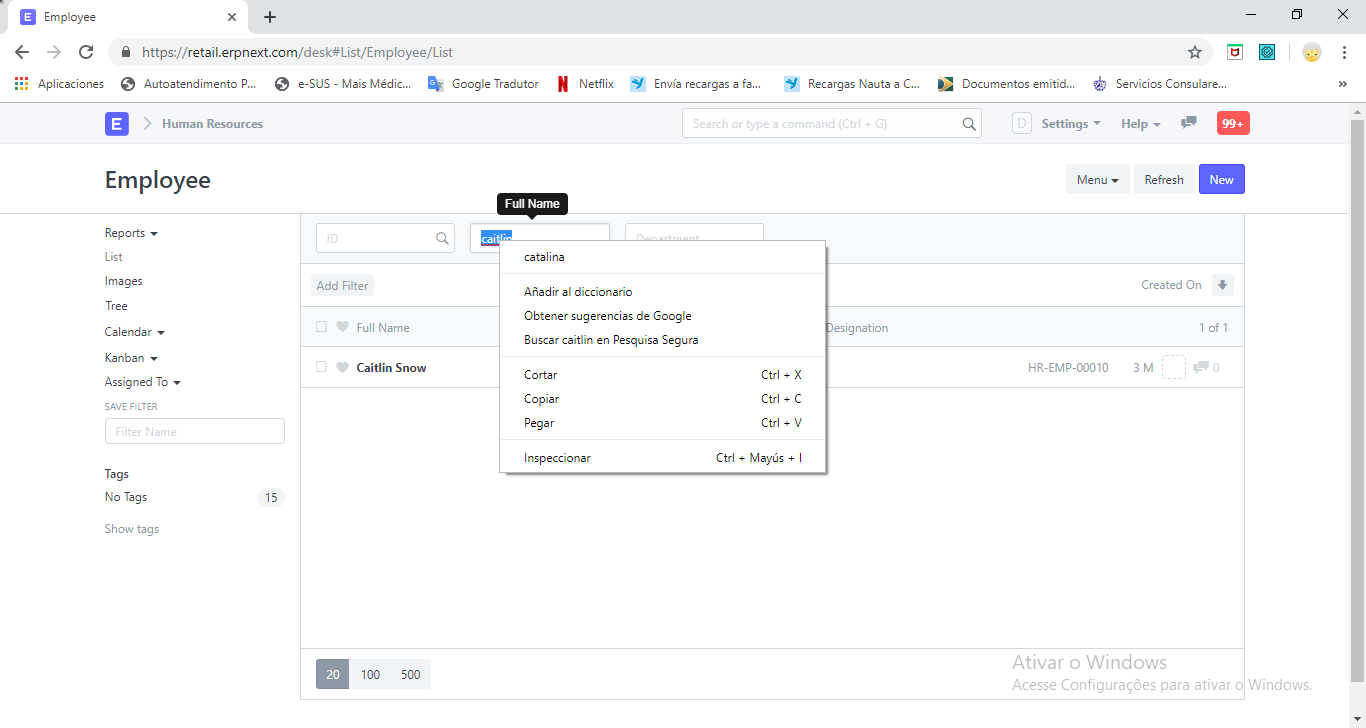 Employee
https://retail.erpnext.com/desk#List/Employee/List
Aplicaciones Autoatendimento P... e-SUS - Mais Médic... Google Tradutor Netflix Envía recargas a fa... Recargas Nauta a C... Documentos emitid... Servicios Consulare... »
E Human Resources Search or type a command (Ctrl + G) D Settings Help 99+
Employee Menu Refresh New
Full Name
Reports
List
Images
Tree
Calendar
Kanban
Assigned To
SAVE FILTER
Filter Name
Tags
No Tags 15
Show tags
ID caitlin Department
Add Filter Created On
Full Name Designation 1 of 1
Caitlin Snow HR-EMP-00010 3 M 0
catalina
Añadir al diccionario
Obtener sugerencias de Google
Buscar caitlin en Pesquisa Segura
Cortar Ctrl + X
Copiar Ctrl + C
Pegar Ctrl + V
Inspeccionar Ctrl + Mayús + I
20 100 500
Ativar o Windows
Acesse Configurações para ativar o Windows.